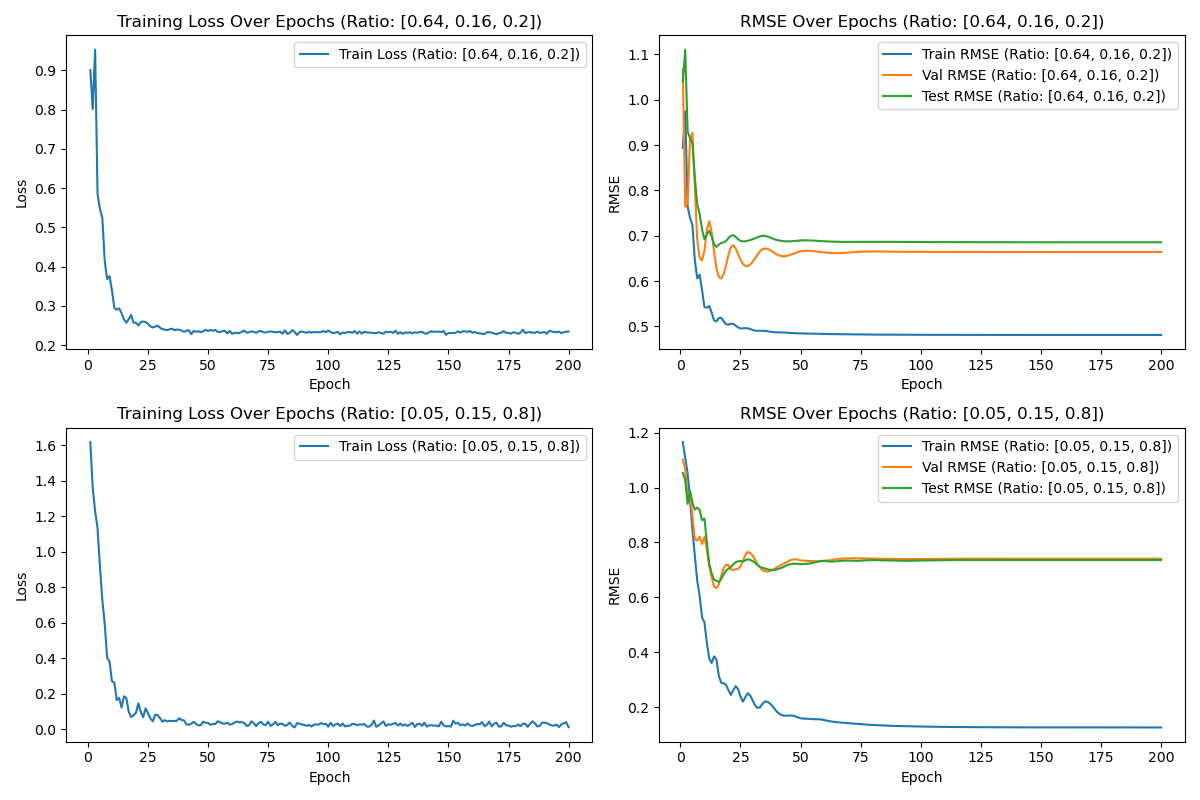 Training Loss Over Epochs (Ratio: [0.64, 0.16, 0.2])
Train Loss (Ratio: [0.64, 0.16, 0.2])
Loss
0.9
0.8
0.7
0.6
0.5
0.4
0.3
0.2
0 25 50 75 100 125 150 175 200
Epoch
RMSE Over Epochs (Ratio: [0.64, 0.16, 0.2])
Train RMSE (Ratio: [0.64, 0.16, 0.2])
Val RMSE (Ratio: [0.64, 0.16, 0.2])
Test RMSE (Ratio: [0.64, 0.16, 0.2])
RMSE
1.1
1.0
0.9
0.8
0.7
0.6
0.5
0 25 50 75 100 125 150 175 200
Epoch
Training Loss Over Epochs (Ratio: [0.05, 0.15, 0.8])
Train Loss (Ratio: [0.05, 0.15, 0.8])
Loss
1.6
1.4
1.2
1.0
0.8
0.6
0.4
0.2
0.0
0 25 50 75 100 125 150 175 200
Epoch
RMSE Over Epochs (Ratio: [0.05, 0.15, 0.8])
Train RMSE (Ratio: [0.05, 0.15, 0.8])
Val RMSE (Ratio: [0.05, 0.15, 0.8])
Test RMSE (Ratio: [0.05, 0.15, 0.8])
RMSE
1.2
1.0
0.8
0.6
0.4
0.2
0 25 50 75 100 125 150 175 200
Epoch